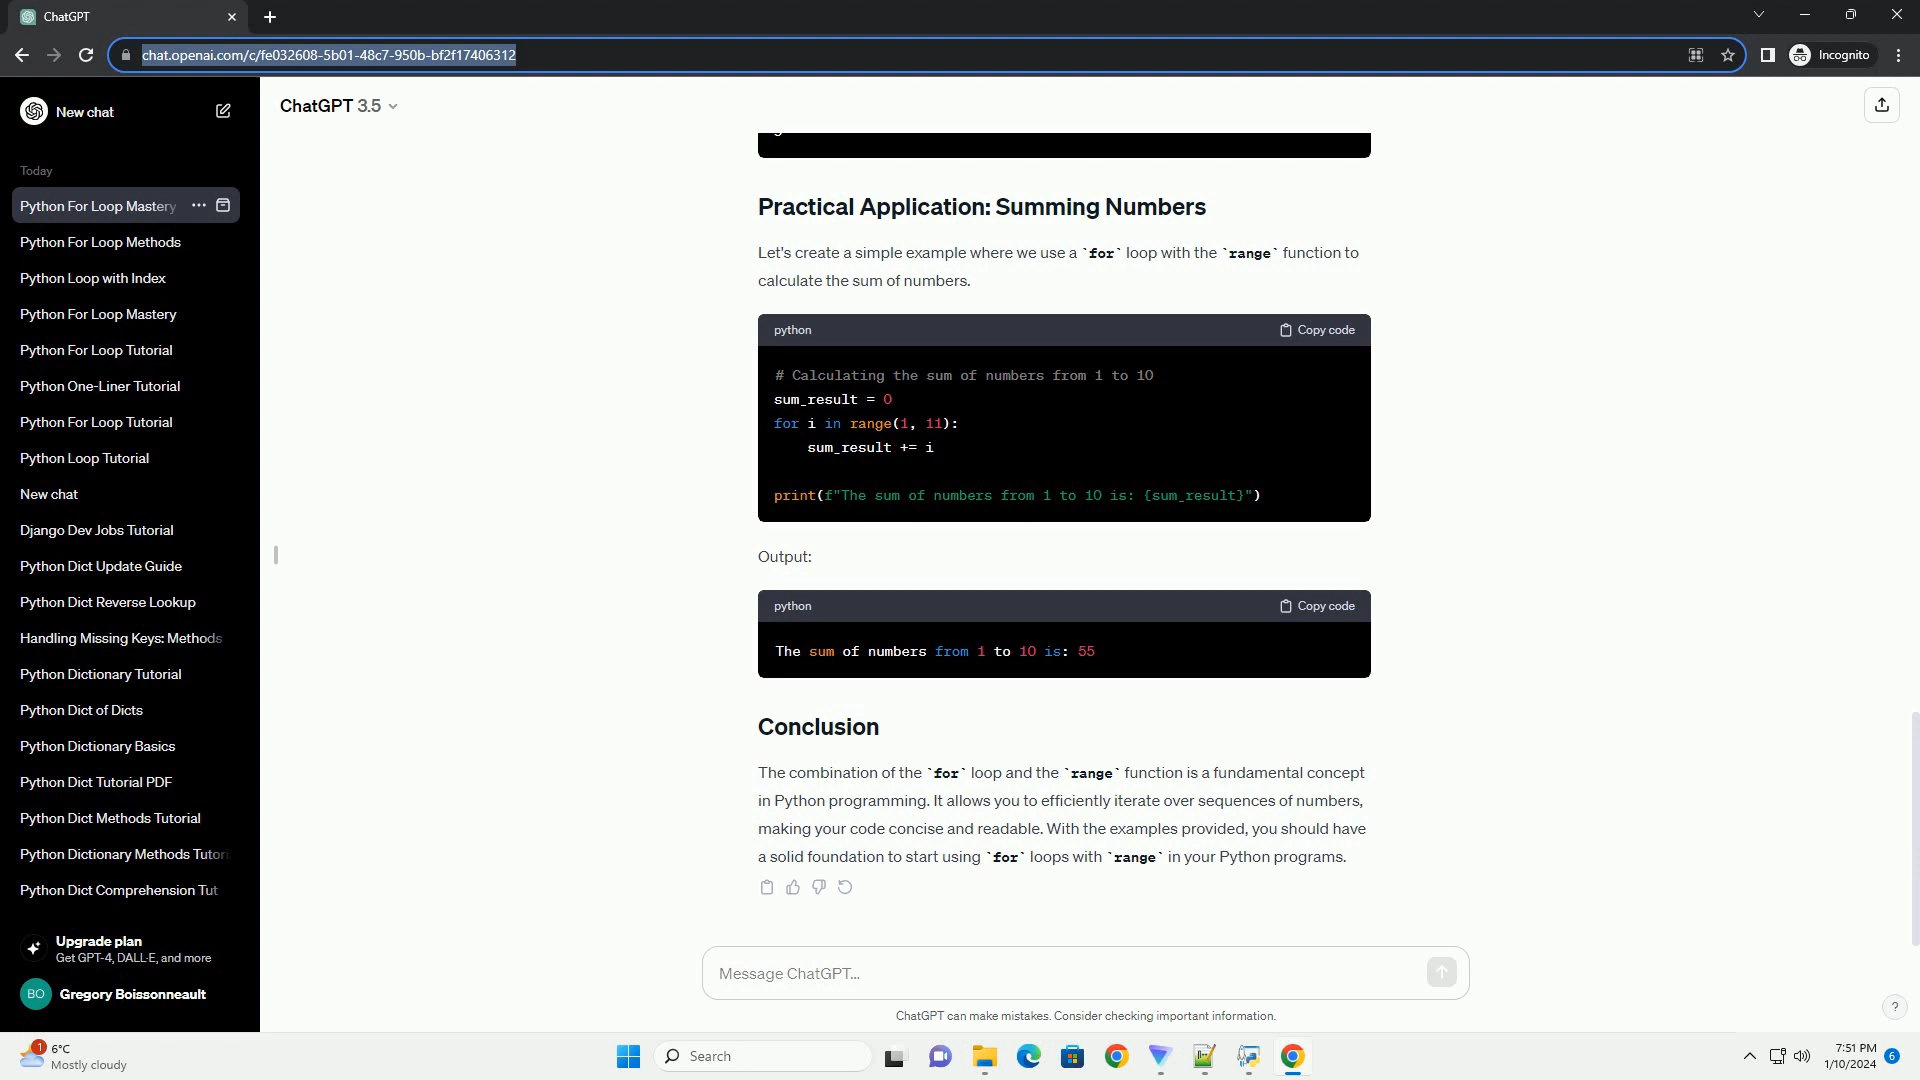 ChatGPT
chat.openai.com/c/fe032608-5b01-48c7-950b-bf2f17406312
Incognito
New chat
Today
Python For Loop Mastery
Python For Loop Methods
Python Loop with Index
Python For Loop Mastery
Python For Loop Tutorial
Python One-Liner Tutorial
Python For Loop Tutorial
Python Loop Tutorial
New chat
Django Dev Jobs Tutorial
Python Dict Update Guide
Python Dict Reverse Lookup
Handling Missing Keys: Methods
Python Dictionary Tutorial
Python Dict of Dicts
Python Dictionary Basics
Python Dict Tutorial PDF
Python Dict Methods Tutorial
Python Dictionary Methods Tutori
Python Dict Comprehension Tut
Upgrade plan
Get GPT-4, DALL·E, and more
BO
Gregory Boissonneault
ChatGPT 3.5
Practical Application: Summing Numbers
Let's create a simple example where we use a `for` loop with the `range` function to
calculate the sum of numbers.
python
Copy code
# Calculating the sum of numbers from 1 to 10
sum_result = 0
for i in range(1, 11):
    sum_result += i
print(f"The sum of numbers from 1 to 10 is: {sum_result}")
Output:
python
Copy code
The sum of numbers from 1 to 10 is: 55
Conclusion
The combination of the `for` loop and the `range` function is a fundamental concept
in Python programming. It allows you to efficiently iterate over sequences of numbers,
making your code concise and readable. With the examples provided, you should have
a solid foundation to start using `for` loops with `range` in your Python programs.
Message ChatGPT…
ChatGPT can make mistakes. Consider checking important information.
?
1
6°C
Mostly cloudy
Search
7:51 PM
1/10/2024
6